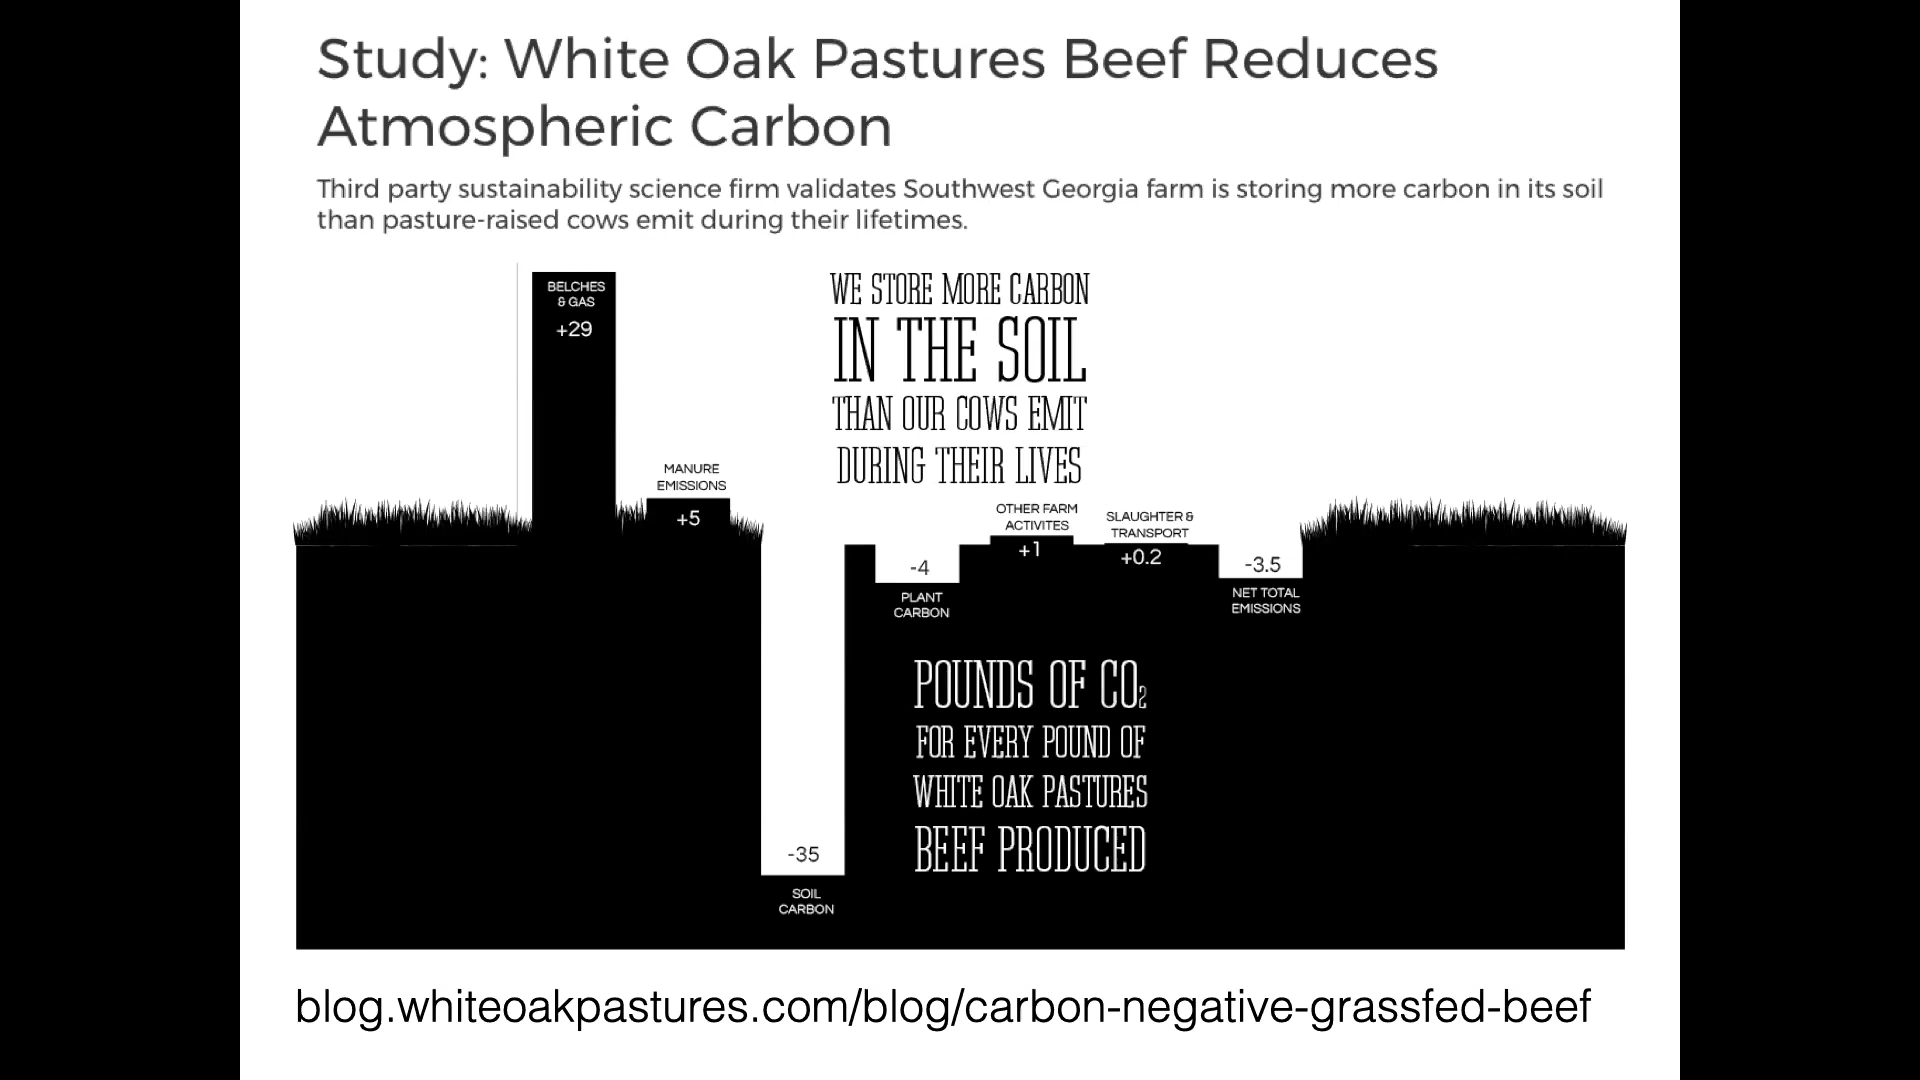 Study: White Oak Pastures Beef Reduces
Atmospheric Carbon
Third party sustainability science firm validates Southwest Georgia farm is storing more carbon in its soil
than pasture-raised cows emit during their lifetimes.
BELCHES
& GAS
+29
WE STORE MORE CARBON
IN THE SOIL
THAN OUR COWS EMIT
DURING THEIR LIVES
MANURE
EMISSIONS
+5
-35
SOIL
CARBON
-4
PLANT
CARBON
OTHER FARM
ACTIVITES
+1
SLAUGHTER &
TRANSPORT
+0.2
-3.5
NET TOTAL
EMISSIONS
POUNDS OF CO2
FOR EVERY POUND OF
WHITE OAK PASTURES
BEEF PRODUCED
blog.whiteoakpastures.com/blog/carbon-negative-grassfed-beef